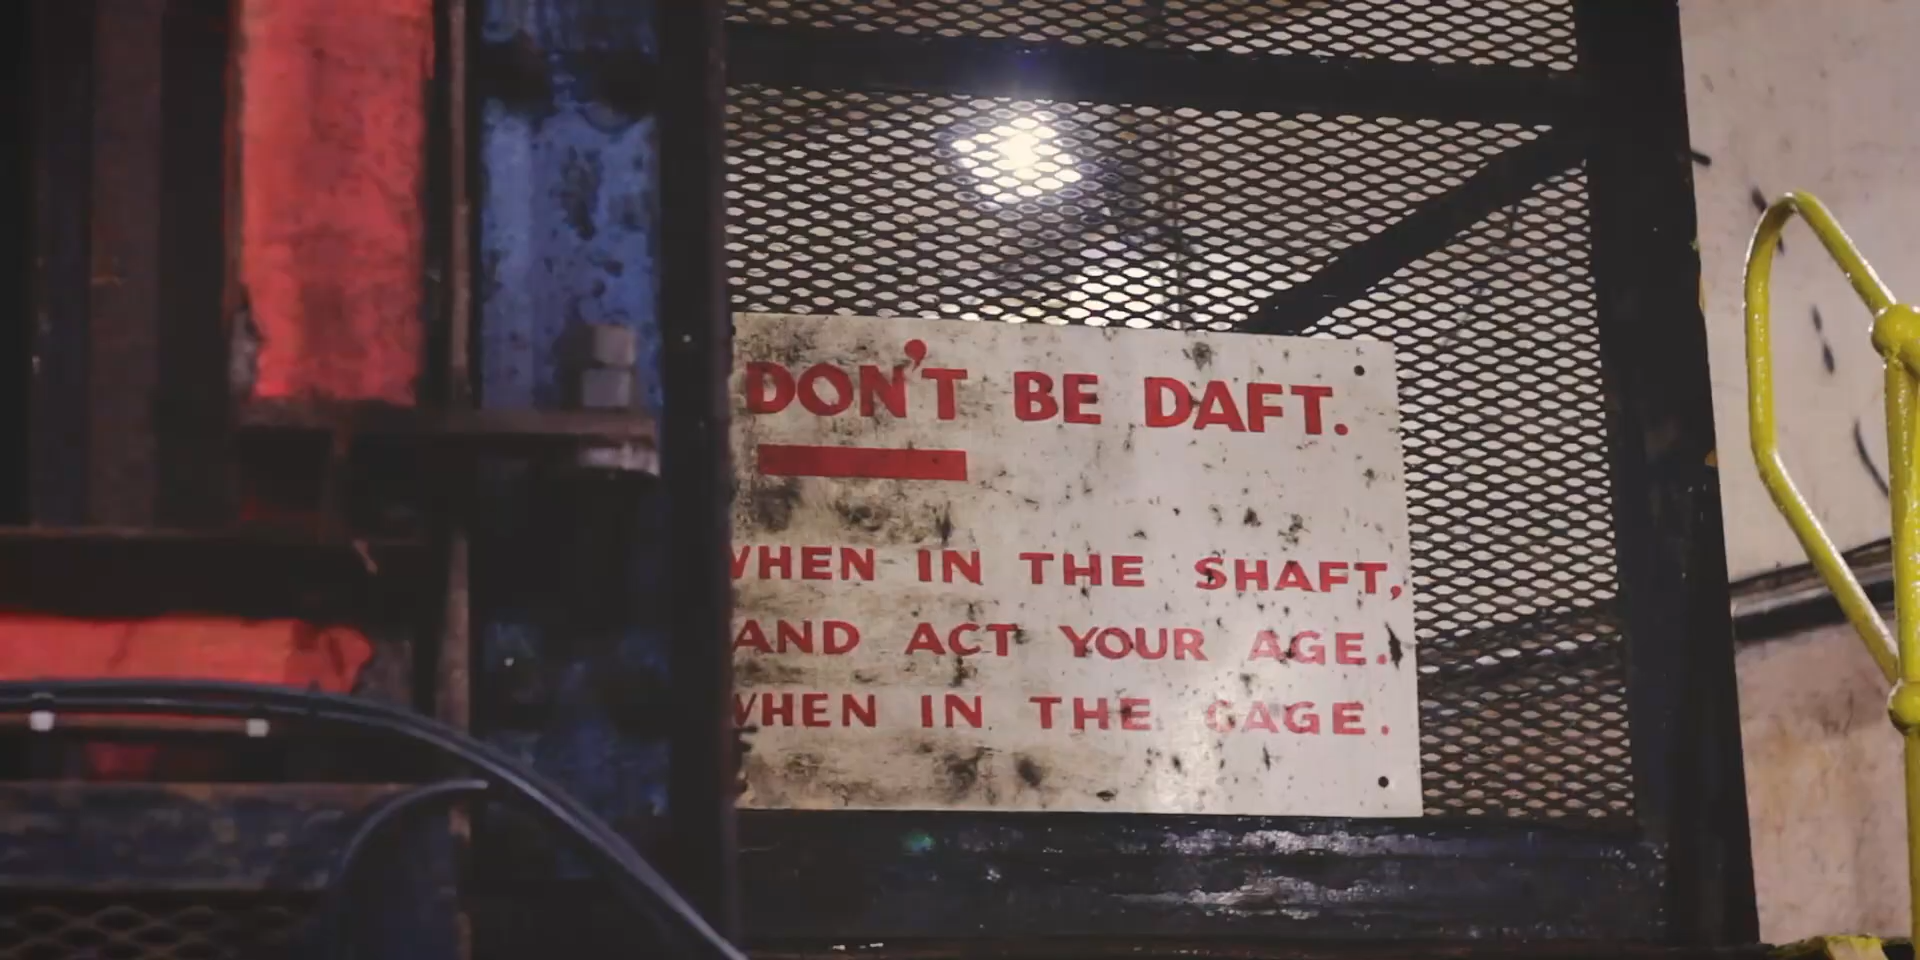 DON'T BE DAFT.
WHEN IN THE SHAFT,
AND ACT YOUR AGE.
WHEN IN THE CAGE.